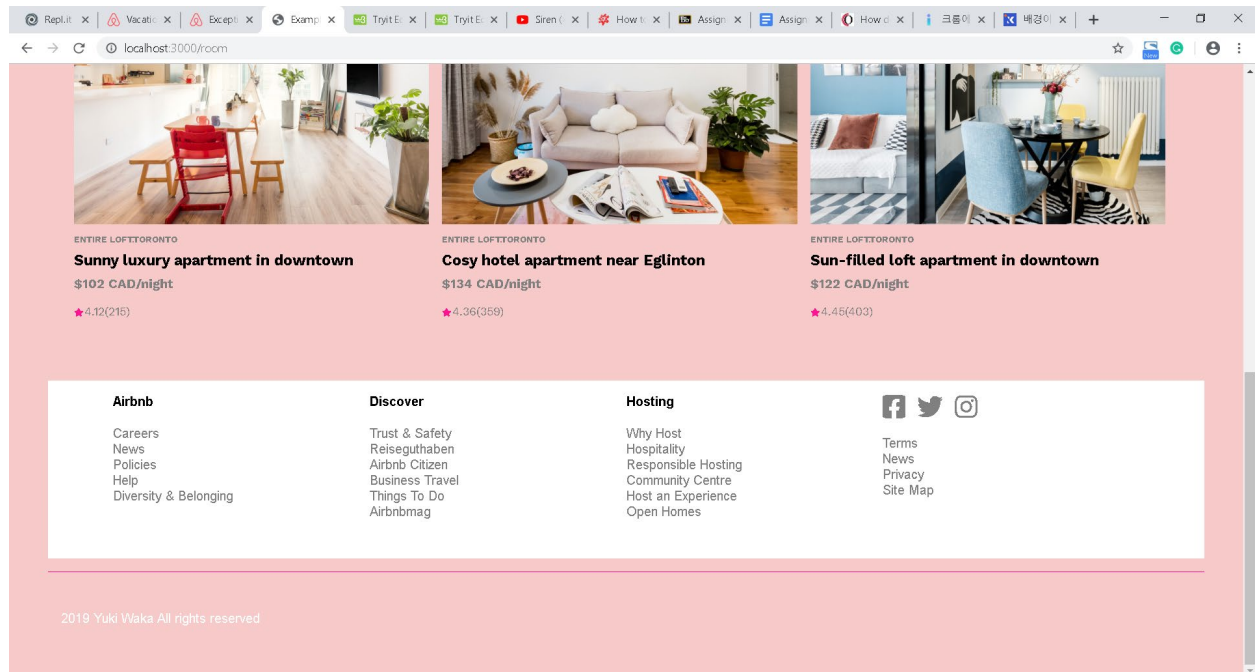 Repl.it
Vacatic
Except
Examp
Tryit E
Tryit E
Siren (
How t
Assign
Assign
How d
크롬에
배경이
localhost:3000/room
New
ENTIRE LOFT.TORONTO
Sunny luxury apartment in downtown
$102 CAD/night
4.12(215)
ENTIRE LOFT.TORONTO
Cosy hotel apartment near Eglinton
$134 CAD/night
4.36(359)
ENTIRE LOFT.TORONTO
Sun-filled loft apartment in downtown
$122 CAD/night
4.45(403)
Airbnb
Careers
News
Policies
Help
Diversity & Belonging
Discover
Trust & Safety
Reiseguthaben
Airbnb Citizen
Business Travel
Things To Do
Airbnbmag
Hosting
Why Host
Hospitality
Responsible Hosting
Community Centre
Host an Experience
Open Homes
Terms
News
Privacy
Site Map
2019 Yuki Waka All rights reserved